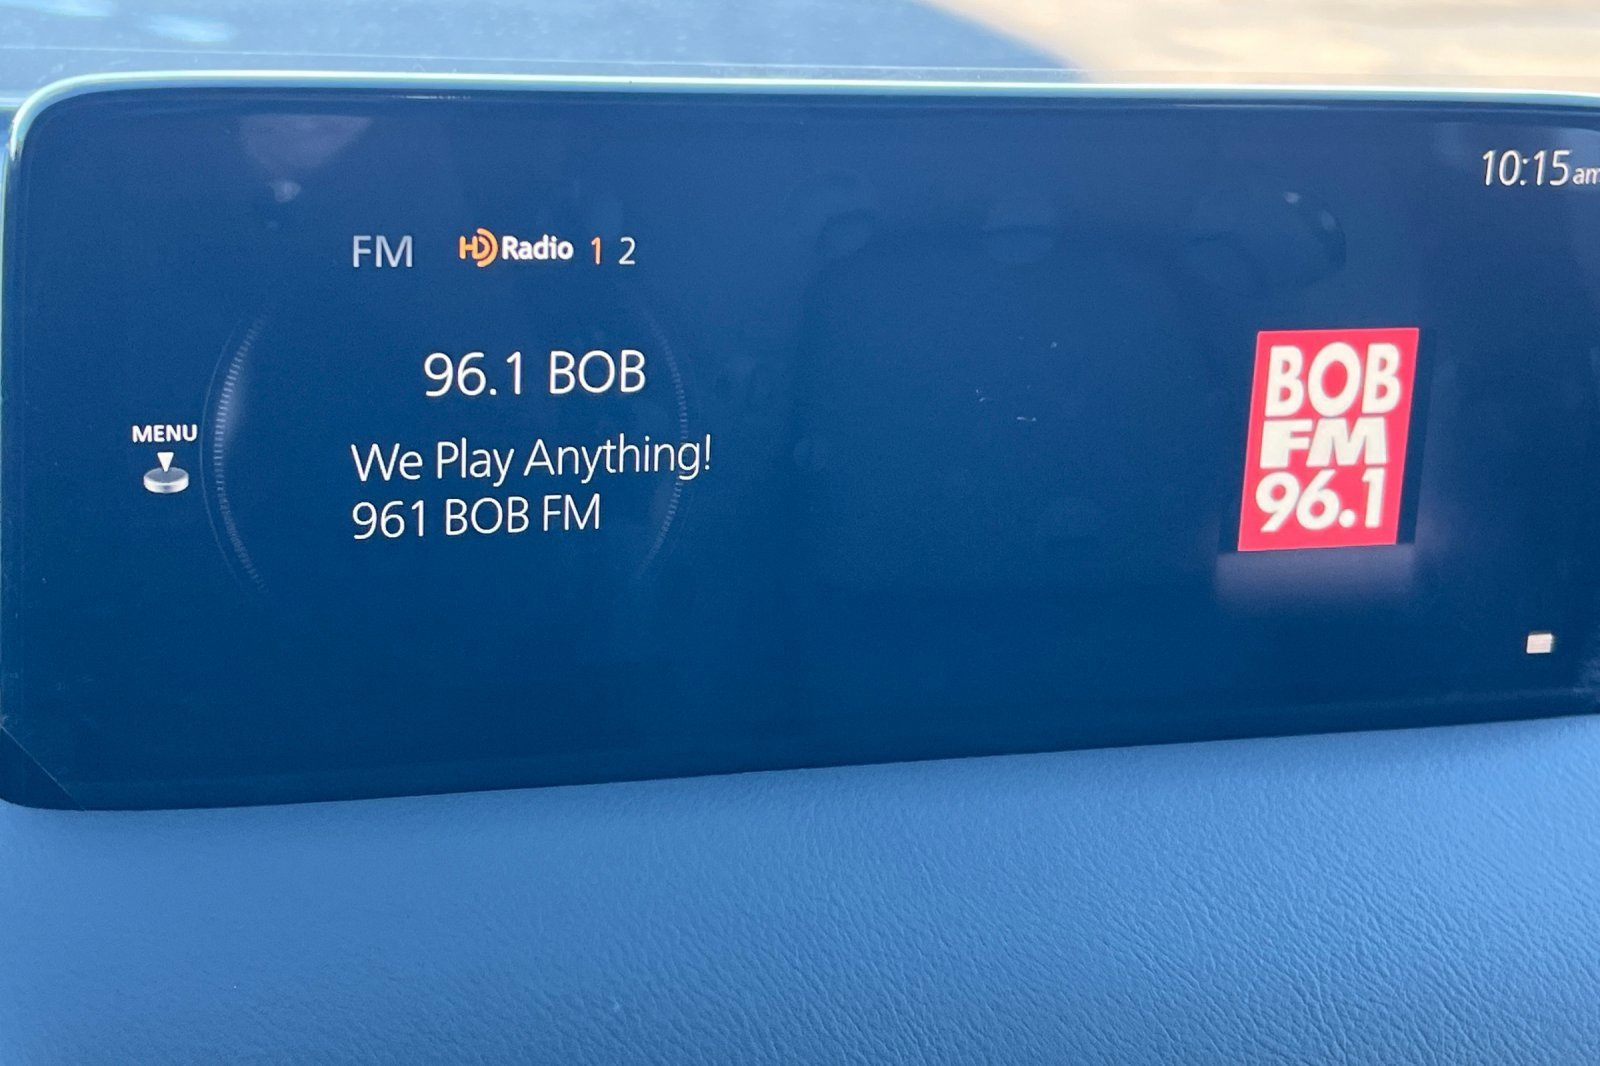 10:15am
FM HD Radio 1 2
96.1 BOB
We Play Anything!
961 BOB FM
MENU
BOB
FM
96.1